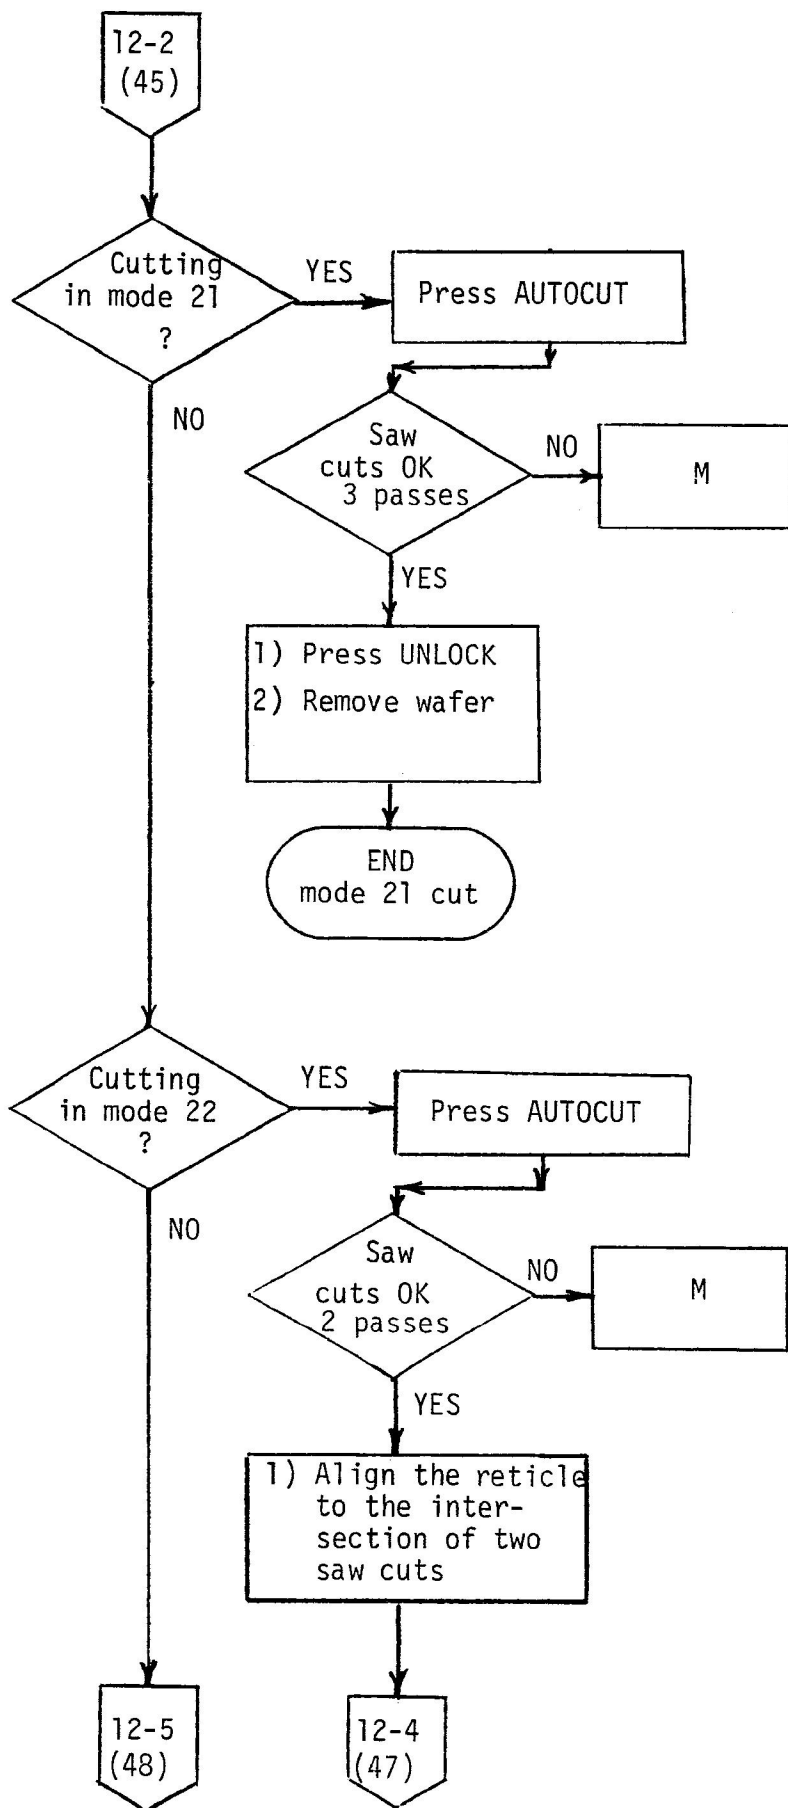 12-2
(45)
Cutting
in mode 21
?
YES
Press AUTOCUT
NO
Saw
cuts OK
3 passes
NO
M
YES
1) Press UNLOCK
2) Remove wafer
END
mode 21 cut
Cutting
in mode 22
?
YES
Press AUTOCUT
NO
Saw
cuts OK
2 passes
NO
M
YES
1) Align the reticle
to the inter-
section of two
saw cuts
12-5
(48)
12-4
(47)